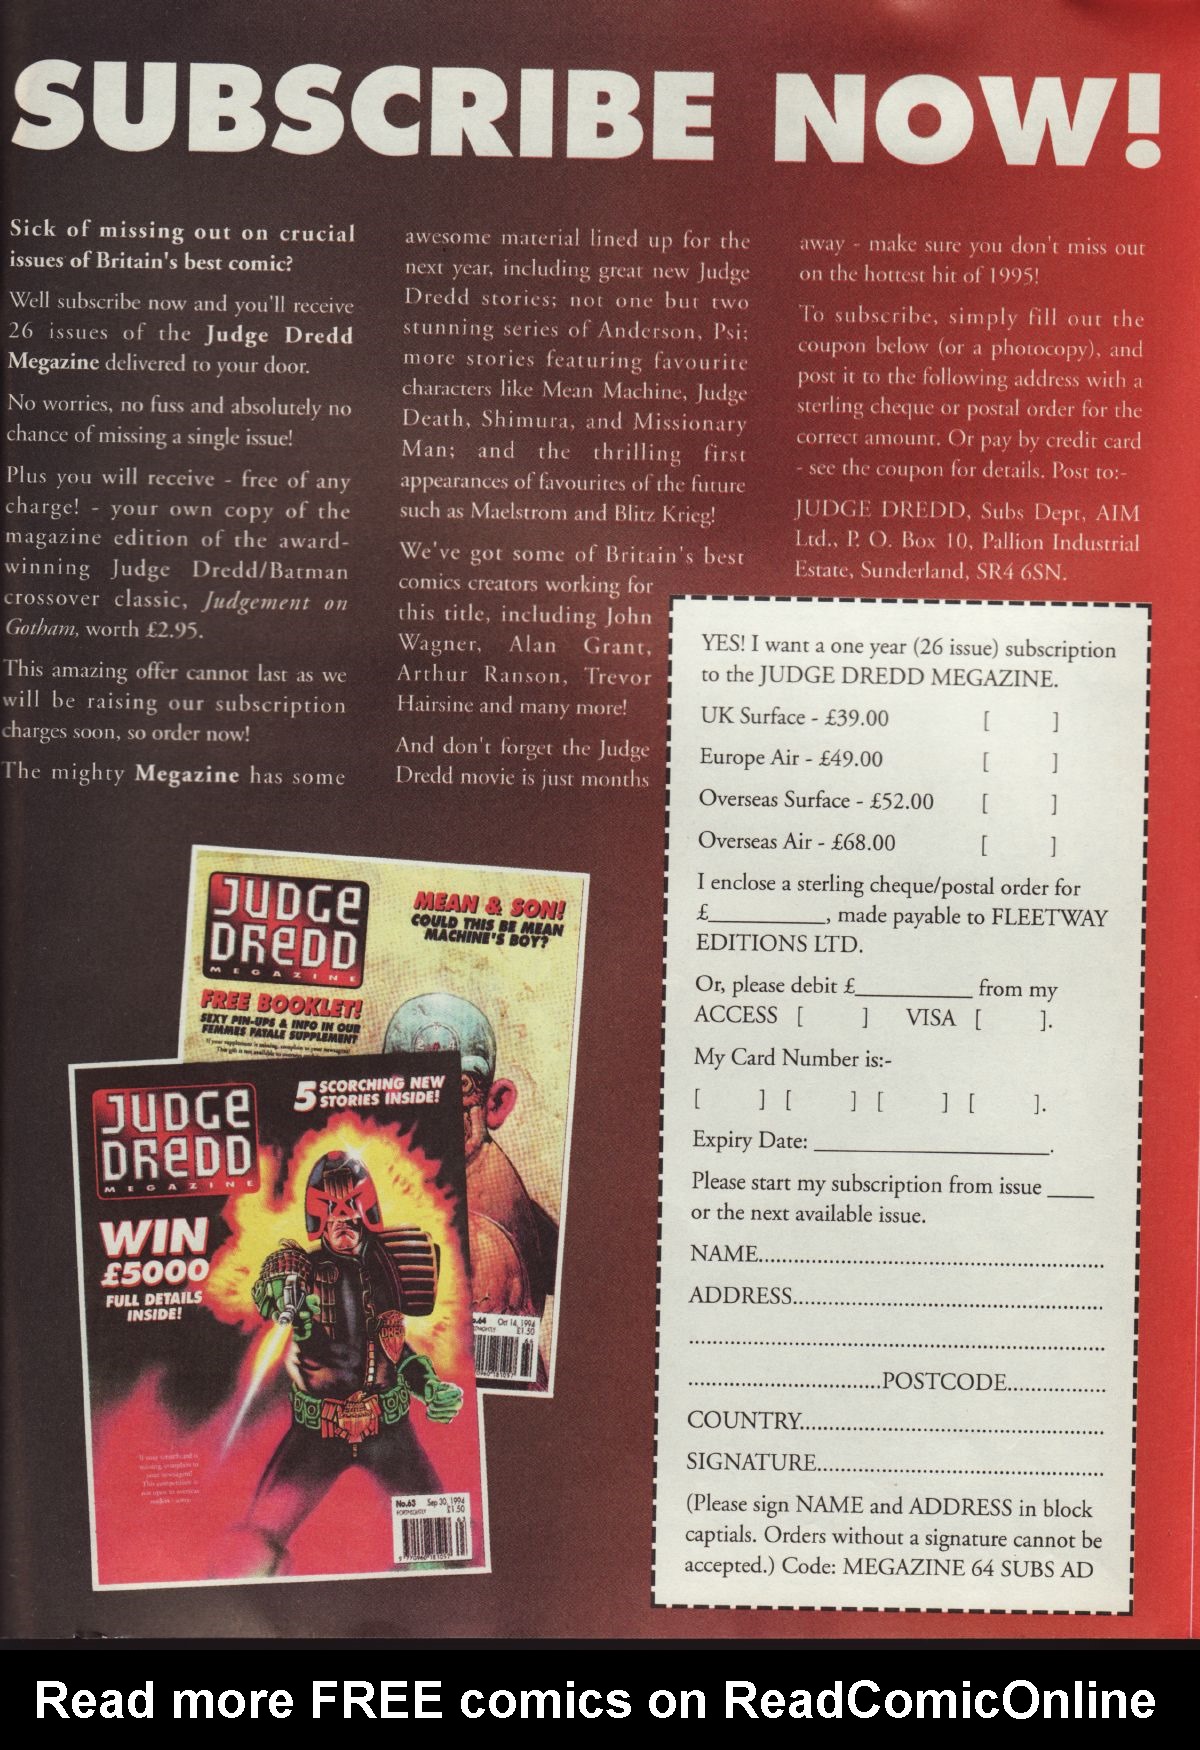 SUBSCRIBE NOW!
Sick of missing out on crucial
issues of Britain's best comic?
Well subscribe now and you'll receive
26 issues of the Judge Dredd
Megazine delivered to your door.
No worries, no fuss and absolutely no
chance of missing a single issue!
Plus you will receive - free of any
charge! - your own copy of the
magazine edition of the award-
winning Judge Dredd/Batman
crossover classic, Judgement on
Gotham, worth £2.95.
This amazing offer cannot last as we
will be raising our subscription
charges soon, so order now!
The mighty Megazine has some
awesome material lined up for the
next year, including great new Judge
Dredd stories; not one but two
stunning series of Anderson, Psi;
more stories featuring favourite
characters like Mean Machine, Judge
Death, Shimura, and Missionary
Man; and the thrilling first
appearances of favourites of the future
such as Maelstrom and Blitz Krieg!
We've got some of Britain's best
comics creators working for
this title, including John
Wagner, Alan Grant,
Arthur Ranson, Trevor
Hairsine and many more!
And don't forget the Judge
Dredd movie is just months
away - make sure you don't miss out
on the hottest hit of 1995!
To subscribe, simply fill out the
coupon below (or a photocopy), and
post it to the following address with a
sterling cheque or postal order for the
correct amount. Or pay by credit card
- see the coupon for details. Post to:-
JUDGE DREDD, Subs Dept, AIM
Ltd., P. O. Box 10, Pallion Industrial
Estate, Sunderland, SR4 6SN.
YES! I want a one year (26 issue) subscription
to the JUDGE DREDD MEGAZINE.
UK Surface - £39.00 [ ]
Europe Air - £49.00 [ ]
Overseas Surface - £52.00 [ ]
Overseas Air - £68.00 [ ]
I enclose a sterling cheque/postal order for
£__________, made payable to FLEETWAY
EDITIONS LTD.
Or, please debit £__________ from my
ACCESS [ ] VISA [ ].
My Card Number is:-
[ ] [ ] [ ] [ ].
Expiry Date: ____________________.
Please start my subscription from issue ____
or the next available issue.
NAME......................................................
ADDRESS.................................................
................................................................
..............................POSTCODE................
COUNTRY...............................................
SIGNATURE............................................
(Please sign NAME and ADDRESS in block
captials. Orders without a signature cannot be
accepted.) Code: MEGAZINE 64 SUBS AD
JUDGE
DREDD
MEGAZINE
MEAN & SON!
COULD THIS BE MEAN
MACHINE'S BOY?
FREE BOOKLET!
SEXY PIN-UPS & INFO IN OUR
FEMMES FATALE SUPPLEMENT
If your supplement is missing, complain to your newsagent!
Oct 14, 1994
£1.50
JUDGE
DREDD
MEGAZINE
5 SCORCHING NEW
STORIES INSIDE!
WIN
£5000
FULL DETAILS
INSIDE!
No.63 Sep 30, 1994
FORTNIGHTLY £1.50
Read more FREE comics on ReadComicOnline